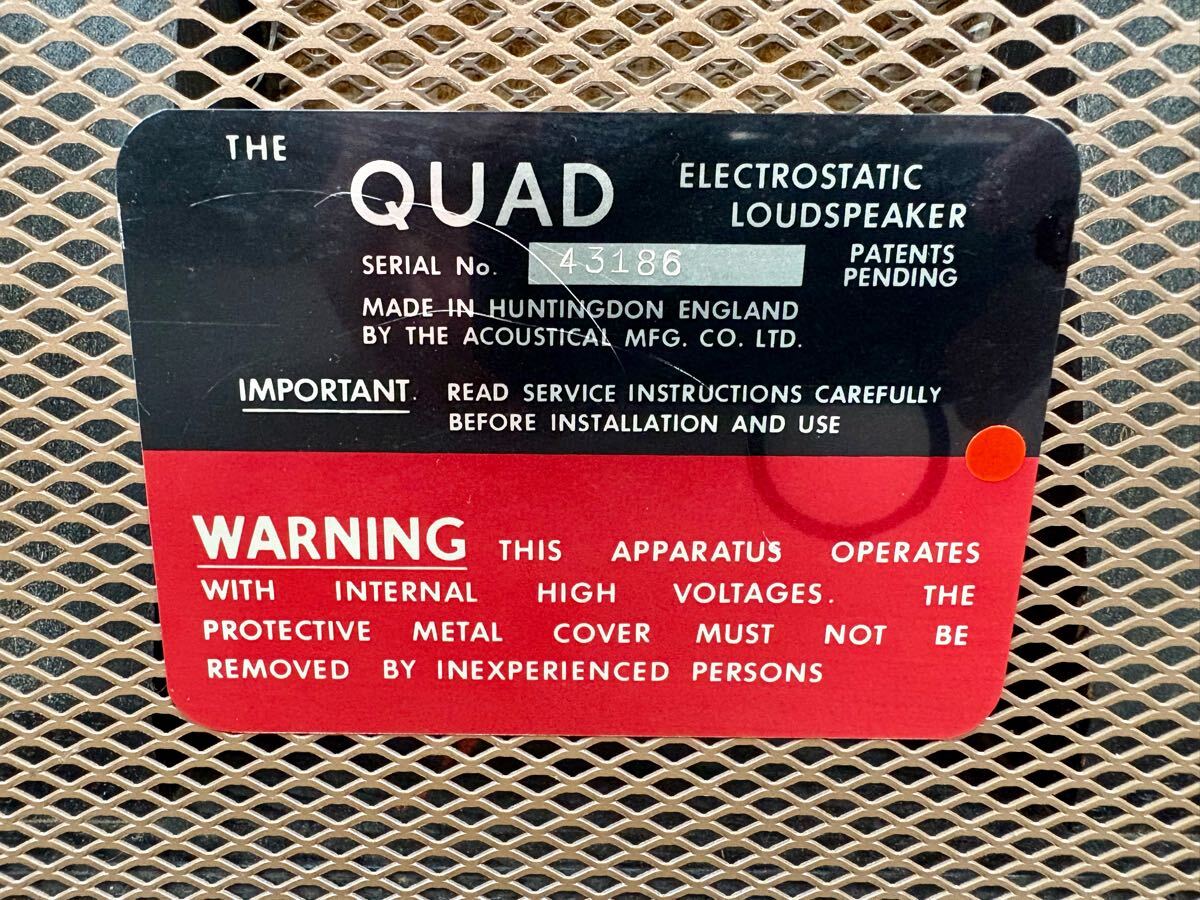 THE
QUAD ELECTROSTATIC
LOUDSPEAKER
SERIAL No. 43186 PATENTS
PENDING
MADE IN HUNTINGDON ENGLAND
BY THE ACOUSTICAL MFG. CO. LTD.
IMPORTANT. READ SERVICE INSTRUCTIONS CAREFULLY
BEFORE INSTALLATION AND USE
WARNING THIS APPARATUS OPERATES
WITH INTERNAL HIGH VOLTAGES. THE
PROTECTIVE METAL COVER MUST NOT BE
REMOVED BY INEXPERIENCED PERSONS